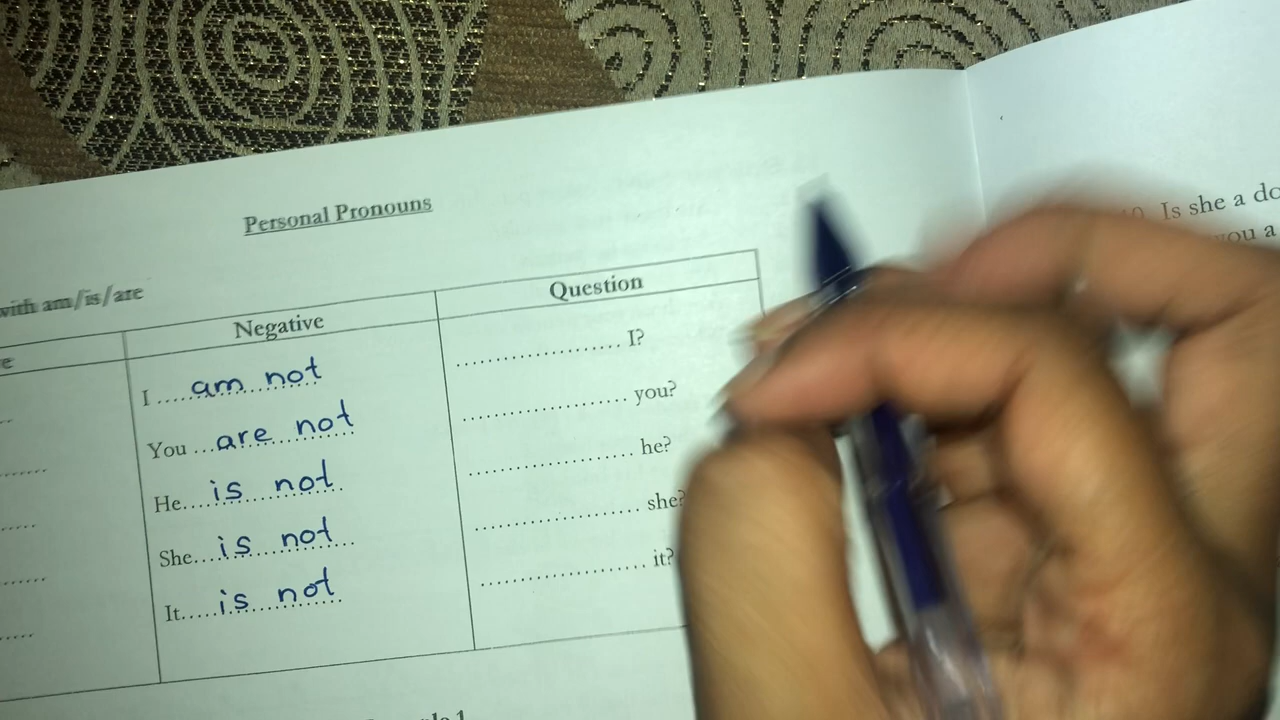 Personal Pronouns
with am/is/are
Negative
Question
I.....am not
You...are not
He...is not
She...is not
It.....is not
..................... I?
..................... you?
..................... he?
..................... she?
..................... it?
Is she a
you a